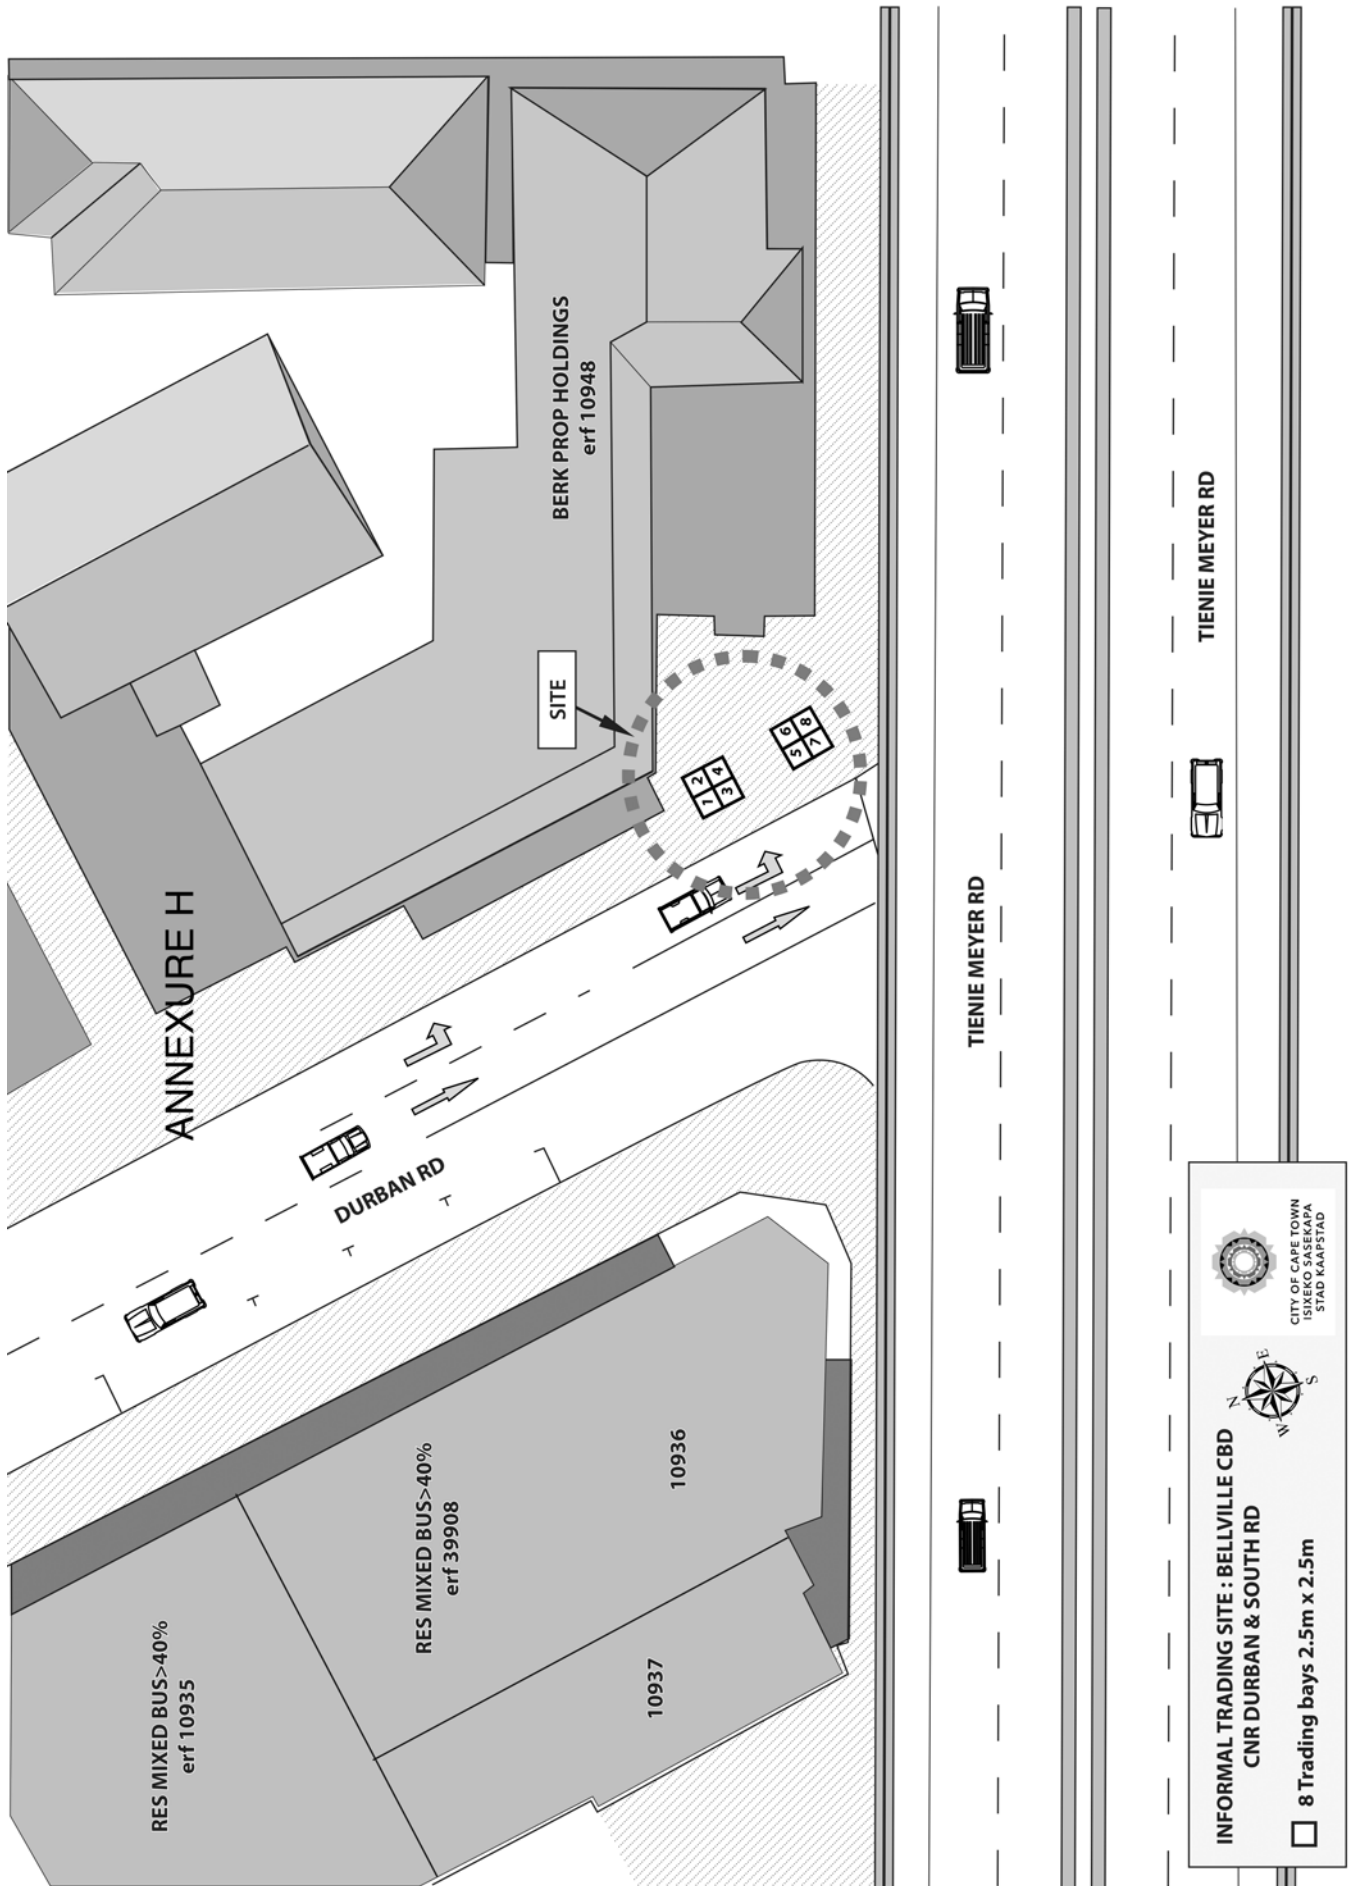 ANNEXURE H
BERK PROP HOLDINGS
erf 10948
SITE
1
2
3
4
5
6
7
8
DURBAN RD
TIENIE MEYER RD
TIENIE MEYER RD
RES MIXED BUS>40%
erf 10935
RES MIXED BUS>40%
erf 39908
10936
10937
INFORMAL TRADING SITE : BELLVILLE CBD
CNR DURBAN & SOUTH RD
8 Trading bays 2.5m x 2.5m
N
E
S
W
CITY OF CAPE TOWN
ISIXEKO SASEKAPA
STAD KAAPSTAD